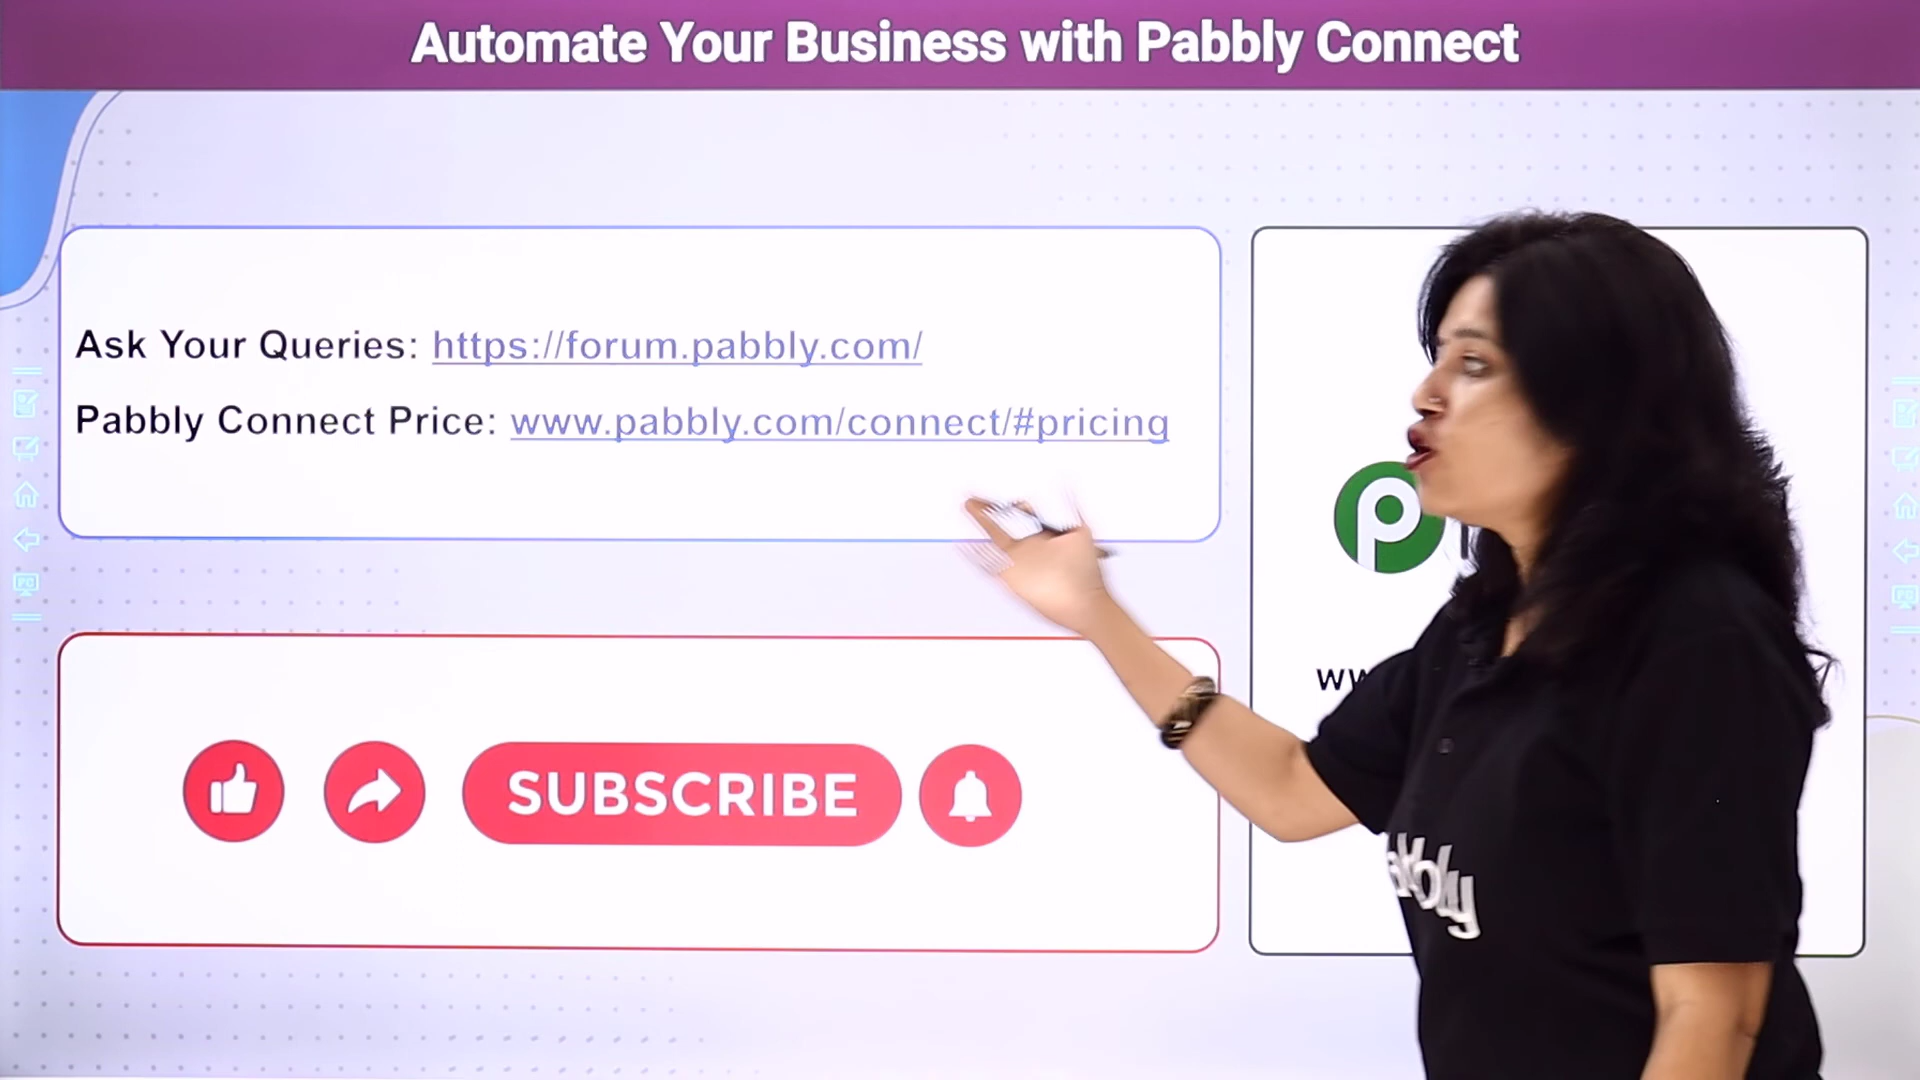 Automate Your Business with Pabbly Connect
Ask Your Queries: https://forum.pabbly.com/
Pabbly Connect Price: www.pabbly.com/connect/#pricing
SUBSCRIBE